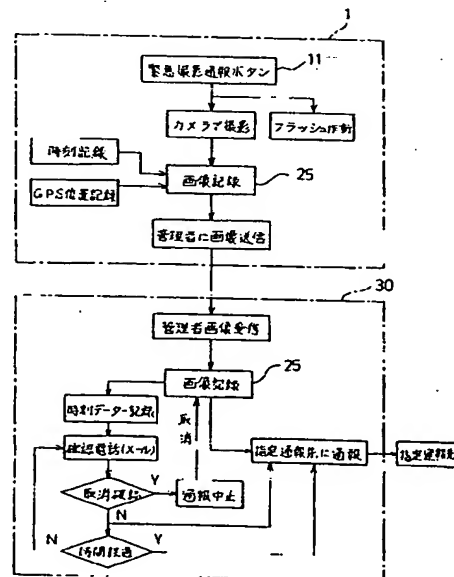 1
緊急撮影通報ボタン
11
カメラで撮影
フラッシュ作動
時刻記録
画像記録
25
GPS位置記録
管理者に画像送信
30
管理者画像受信
画像記録
25
時刻データー記録
取消
確認電話(メール)
指定通報先に通報
指定通報先
取消確認
Y
通報中止
N
N
時間経過
Y